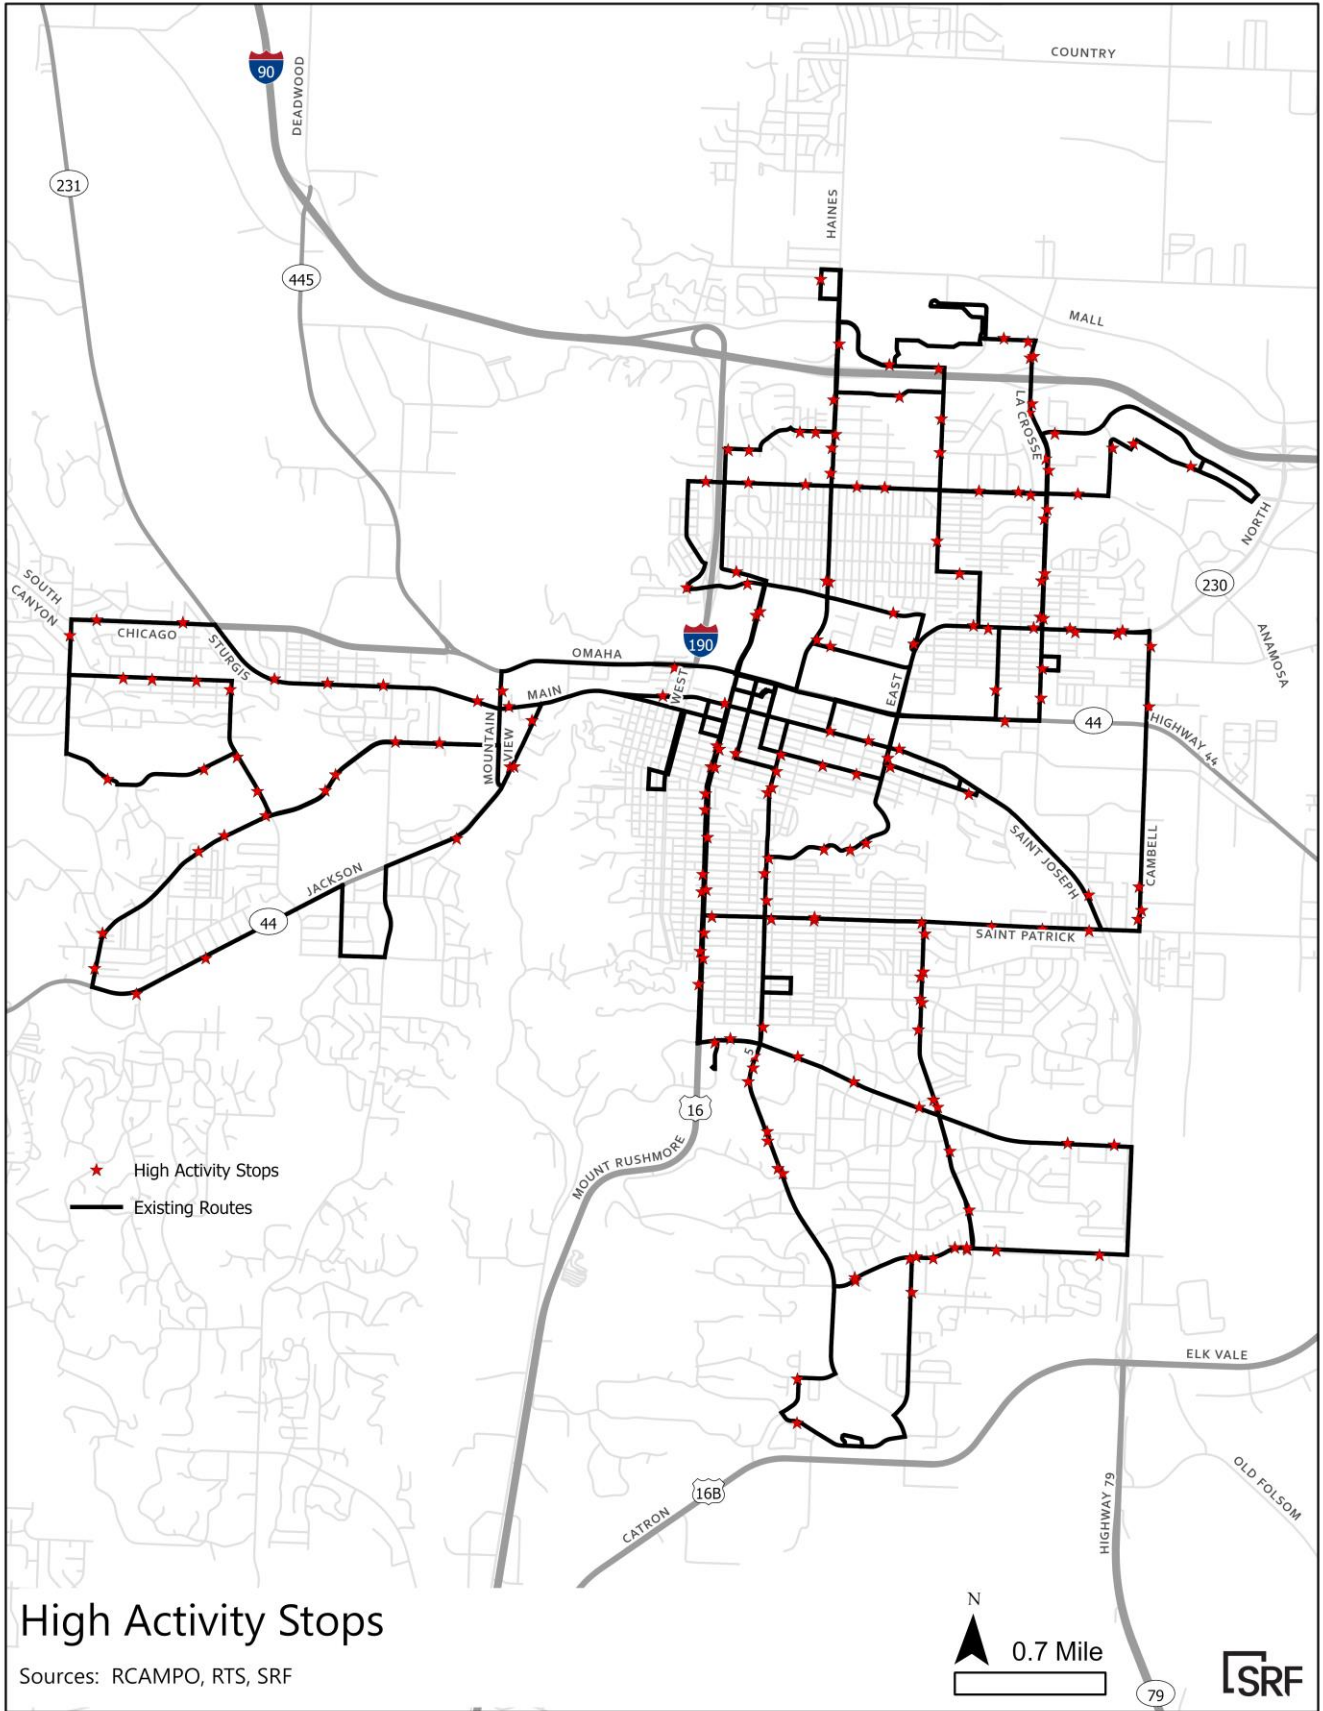 COUNTRY
90
DEADWOOD
231
HAINES
445
MALL
LA CROSSE
NORTH
230
SOUTH
CANYON
CHICAGO
STURGIS
190
OMAHA
WEST
MAIN
EAST
ANAMOSA
MOUNTAIN
VIEW
44
HIGHWAY 44
SAINT JOSEPH
CAMBELL
JACKSON
44
SAINT PATRICK
5
16
MOUNT RUSHMORE
High Activity Stops
Existing Routes
ELK VALE
16B
CATRON
HIGHWAY 79
OLD FOLSOM
High Activity Stops
Sources: RCAMPO, RTS, SRF
N
0.7 Mile
SRF
79